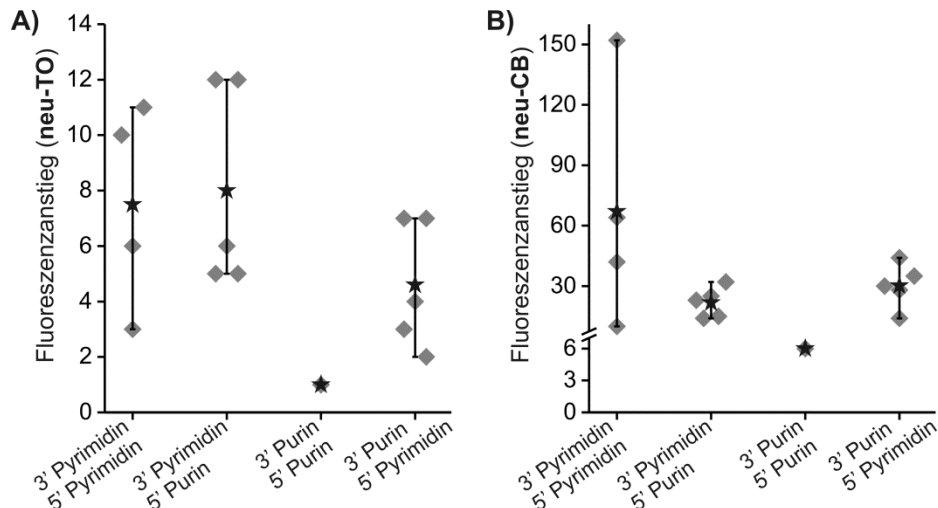 A)
Fluoreszenzanstieg (neu-TO)
14
12
10
8
6
4
2
0
3' Pyrimidin
5' Pyrimidin
3' Pyrimidin
5' Purin
3' Purin
5' Purin
3' Purin
5' Pyrimidin
B)
Fluoreszenzanstieg (neu-CB)
150
120
90
60
30
6
3
0
3' Pyrimidin
5' Pyrimidin
3' Pyrimidin
5' Purin
3' Purin
5' Purin
3' Purin
5' Pyrimidin